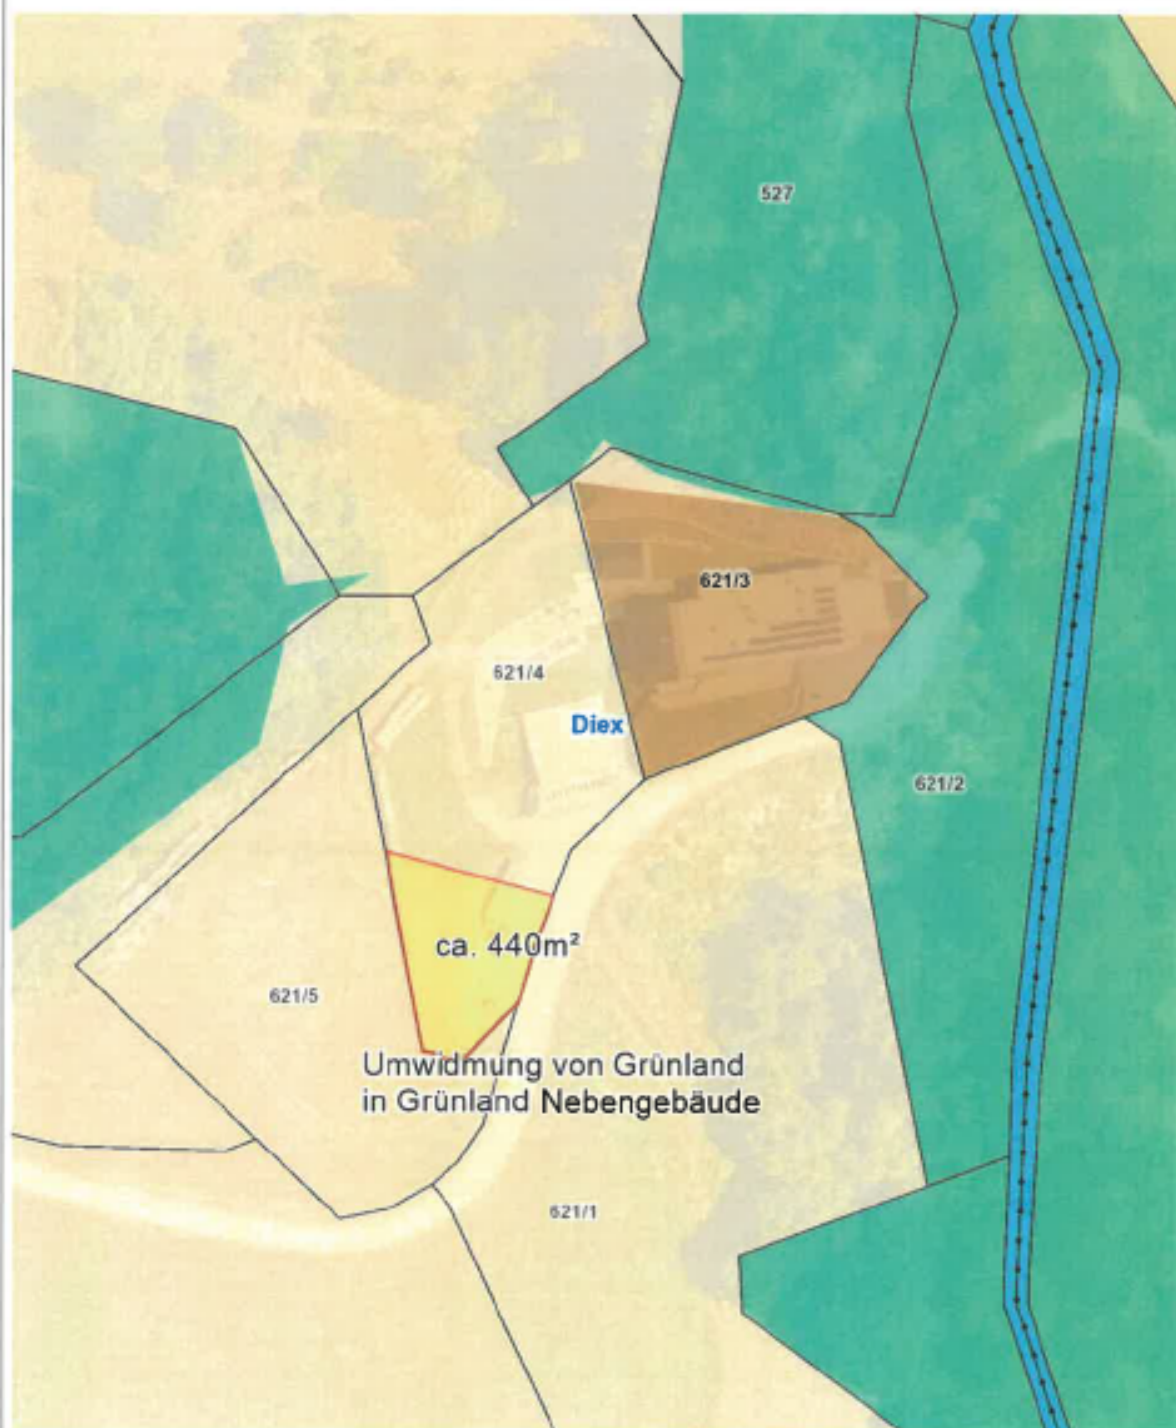 527
621/3
621/4
Diex
621/2
ca. 440m²
621/5
Umwidmung von Grünland
in Grünland Nebengebäude
621/1